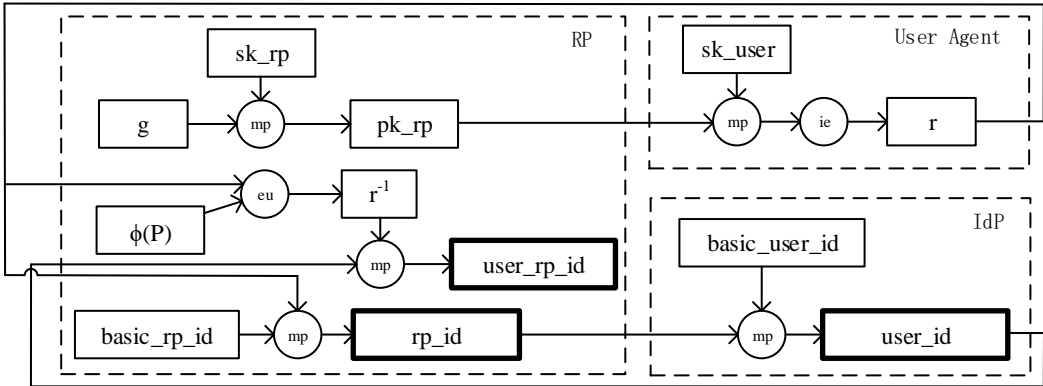 RP
User Agent
sk_rp
sk_user
g
mp
pk_rp
mp
ie
r
eu
r-1
ϕ(P)
IdP
basic_user_id
mp
user_rp_id
basic_rp_id
mp
rp_id
mp
user_id